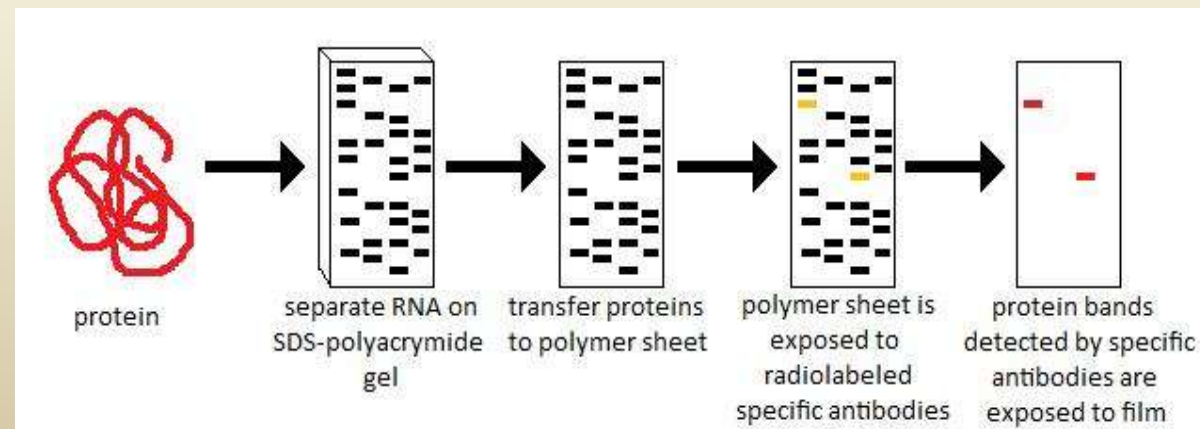 protein
separate RNA on
SDS-polyacrymide
gel
transfer proteins
to polymer sheet
polymer sheet is
exposed to
radiolabeled
specific antibodies
protein bands
detected by specific
antibodies are
exposed to film